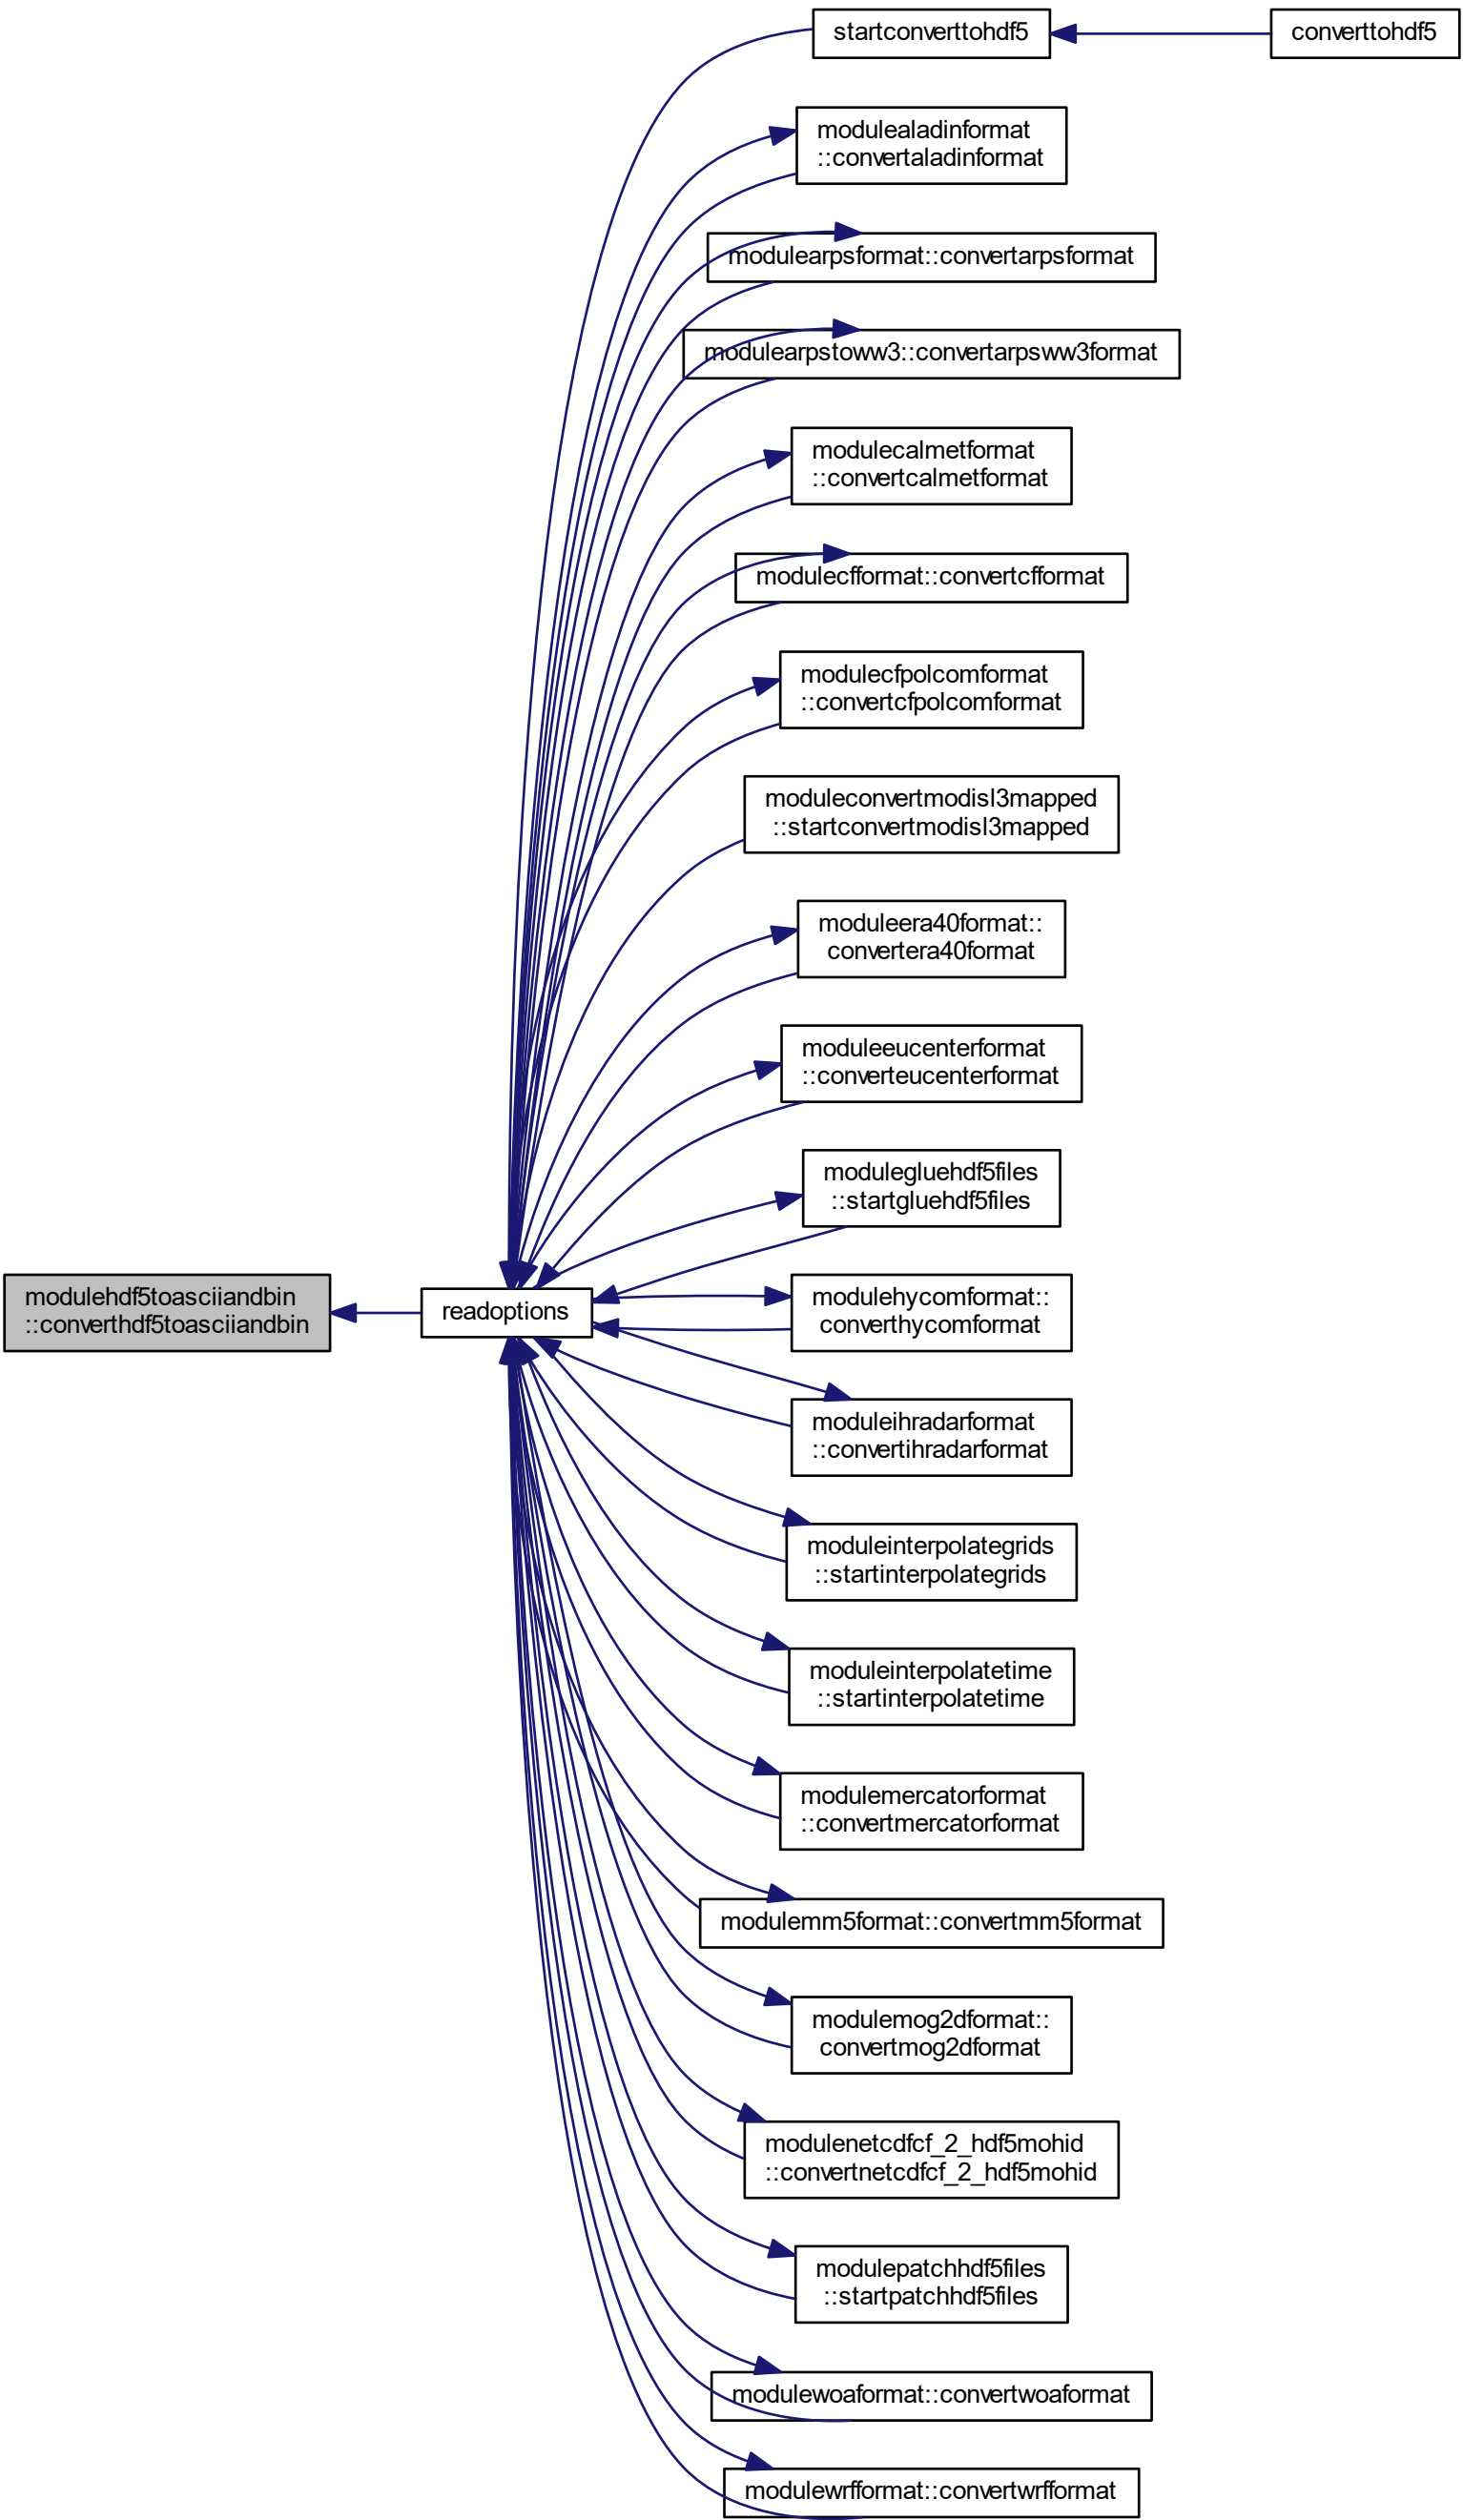 startconverttohdf5
converttohdf5
modulealadinformat
::convertaladinformat
modulearpsformat::convertarpsformat
modulearpstoww3::convertarpsww3format
modulecalmetformat
::convertcalmetformat
modulecfformat::convertcfformat
modulecfpolcomformat
::convertcfpolcomformat
moduleconvertmodisl3mapped
::startconvertmodisl3mapped
moduleera40format::
convertera40format
moduleeucenterformat
::converteucenterformat
modulegluehdf5files
::startgluehdf5files
modulehdf5toasciiandbin
::converthdf5toasciiandbin
readoptions
modulehycomformat::
converthycomformat
moduleihradarformat
::convertihradarformat
moduleinterpolategrids
::startinterpolategrids
moduleinterpolatetime
::startinterpolatetime
modulemercatorformat
::convertmercatorformat
modulemm5format::convertmm5format
modulemog2dformat::
convertmog2dformat
modulenetcdfcf_2_hdf5mohid
::convertnetcdfcf_2_hdf5mohid
modulepatchhdf5files
::startpatchhdf5files
modulewoaformat::convertwoaformat
modulewrfformat::convertwrfformat